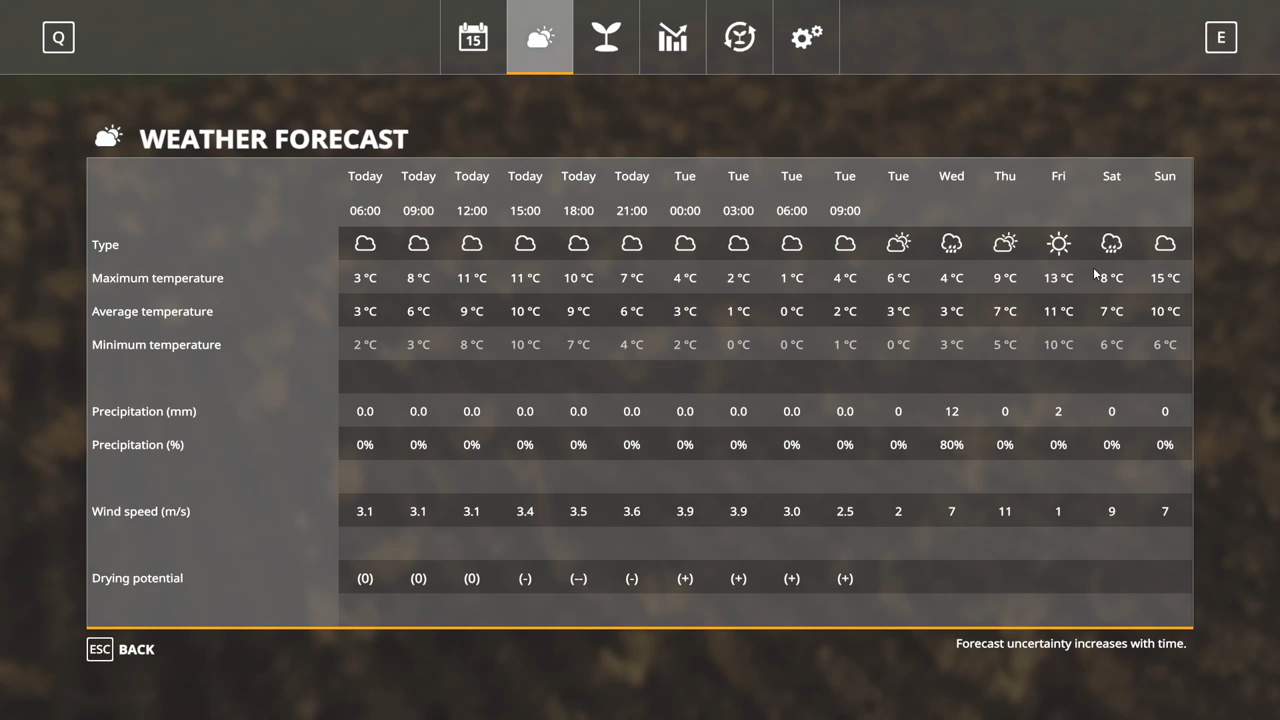 Q
15
E
WEATHER FORECAST
Today Today Today Today Today Today Tue Tue Tue Tue Tue Wed Thu Fri Sat Sun
06:00 09:00 12:00 15:00 18:00 21:00 00:00 03:00 06:00 09:00
Type
Maximum temperature 3 °C 8 °C 11 °C 11 °C 10 °C 7 °C 4 °C 2 °C 1 °C 4 °C 6 °C 4 °C 9 °C 13 °C 8 °C 15 °C
Average temperature 3 °C 6 °C 9 °C 10 °C 9 °C 6 °C 3 °C 1 °C 0 °C 2 °C 3 °C 3 °C 7 °C 11 °C 7 °C 10 °C
Minimum temperature 2 °C 3 °C 8 °C 10 °C 7 °C 4 °C 2 °C 0 °C 0 °C 1 °C 0 °C 3 °C 5 °C 10 °C 6 °C 6 °C
Precipitation (mm) 0.0 0.0 0.0 0.0 0.0 0.0 0.0 0.0 0.0 0.0 0 12 0 2 0 0
Precipitation (%) 0% 0% 0% 0% 0% 0% 0% 0% 0% 0% 0% 80% 0% 0% 0% 0%
Wind speed (m/s) 3.1 3.1 3.1 3.4 3.5 3.6 3.9 3.9 3.0 2.5 2 7 11 1 9 7
Drying potential (0) (0) (0) (-) (--) (-) (+) (+) (+) (+)
ESC BACK
Forecast uncertainty increases with time.